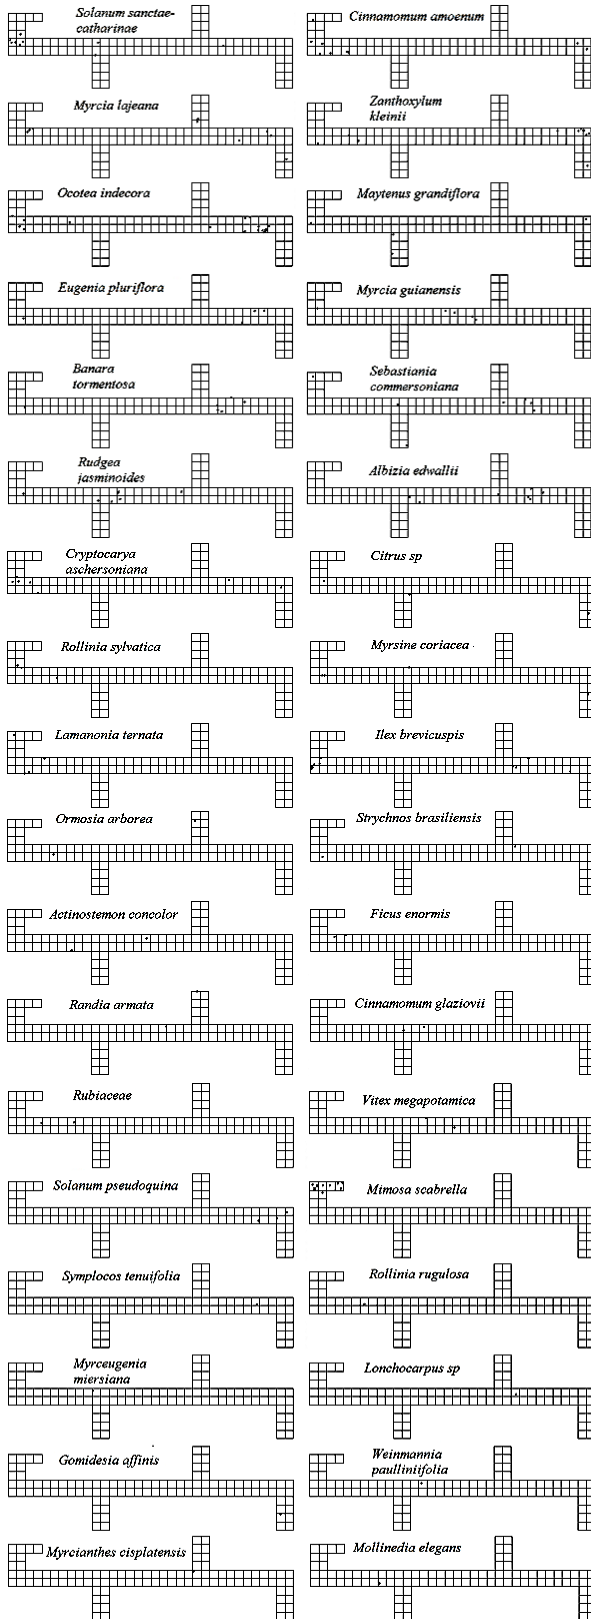 Solanum sanctae-
catharinae
Cinnamomum amoenum
Myrcia lajeana
Zanthoxylum
kleinii
Ocotea indecora
Maytenus grandiflora
Eugenia pluriflora
Myrcia guianensis
Banara
tormentosa
Sebastiania
commersoniana
Rudgea
jasminoides
Albizia edwallii
Cryptocarya
aschersoniana
Citrus sp
Rollinia sylvatica
Myrsine coriacea
Lamanonia ternata
Ilex brevicuspis
Ormosia arborea
Strychnos brasiliensis
Actinostemon concolor
Ficus enormis
Randia armata
Cinnamomum glaziovii
Rubiaceae
Vitex megapotamica
Solanum pseudoquina
Mimosa scabrella
Symplocos tenuifolia
Rollinia rugulosa
Myrceugenia
miersiana
Lonchocarpus sp
Gomidesia affinis
Weinmannia
paulliniifolia
Myrcianthes cisplatensis
Mollinedia elegans